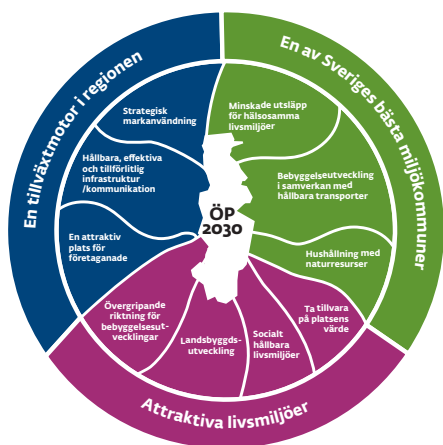 En tillväxtmotor i regionen
Strategisk
markanvändning
Hållbara, effektiva
och tillförlitlig
infrastruktur
/kommunikation
En attraktiv
plats för
företaganade
En av Sveriges bästa miljökommuner
Minskade utsläpp
för hälsosamma
livsmiljöer
Bebyggelseutveckling
i samverkan med
hållbara transporter
Hushållning med
naturresurser
ÖP
2030
Attraktiva livsmiljöer
Övergripande
riktning för
bebyggelsesut-
vecklingar
Landsbyggds-
utveckling
Socialt
hållbara
livsmiljöer
Ta tillvara
på platsens
värde